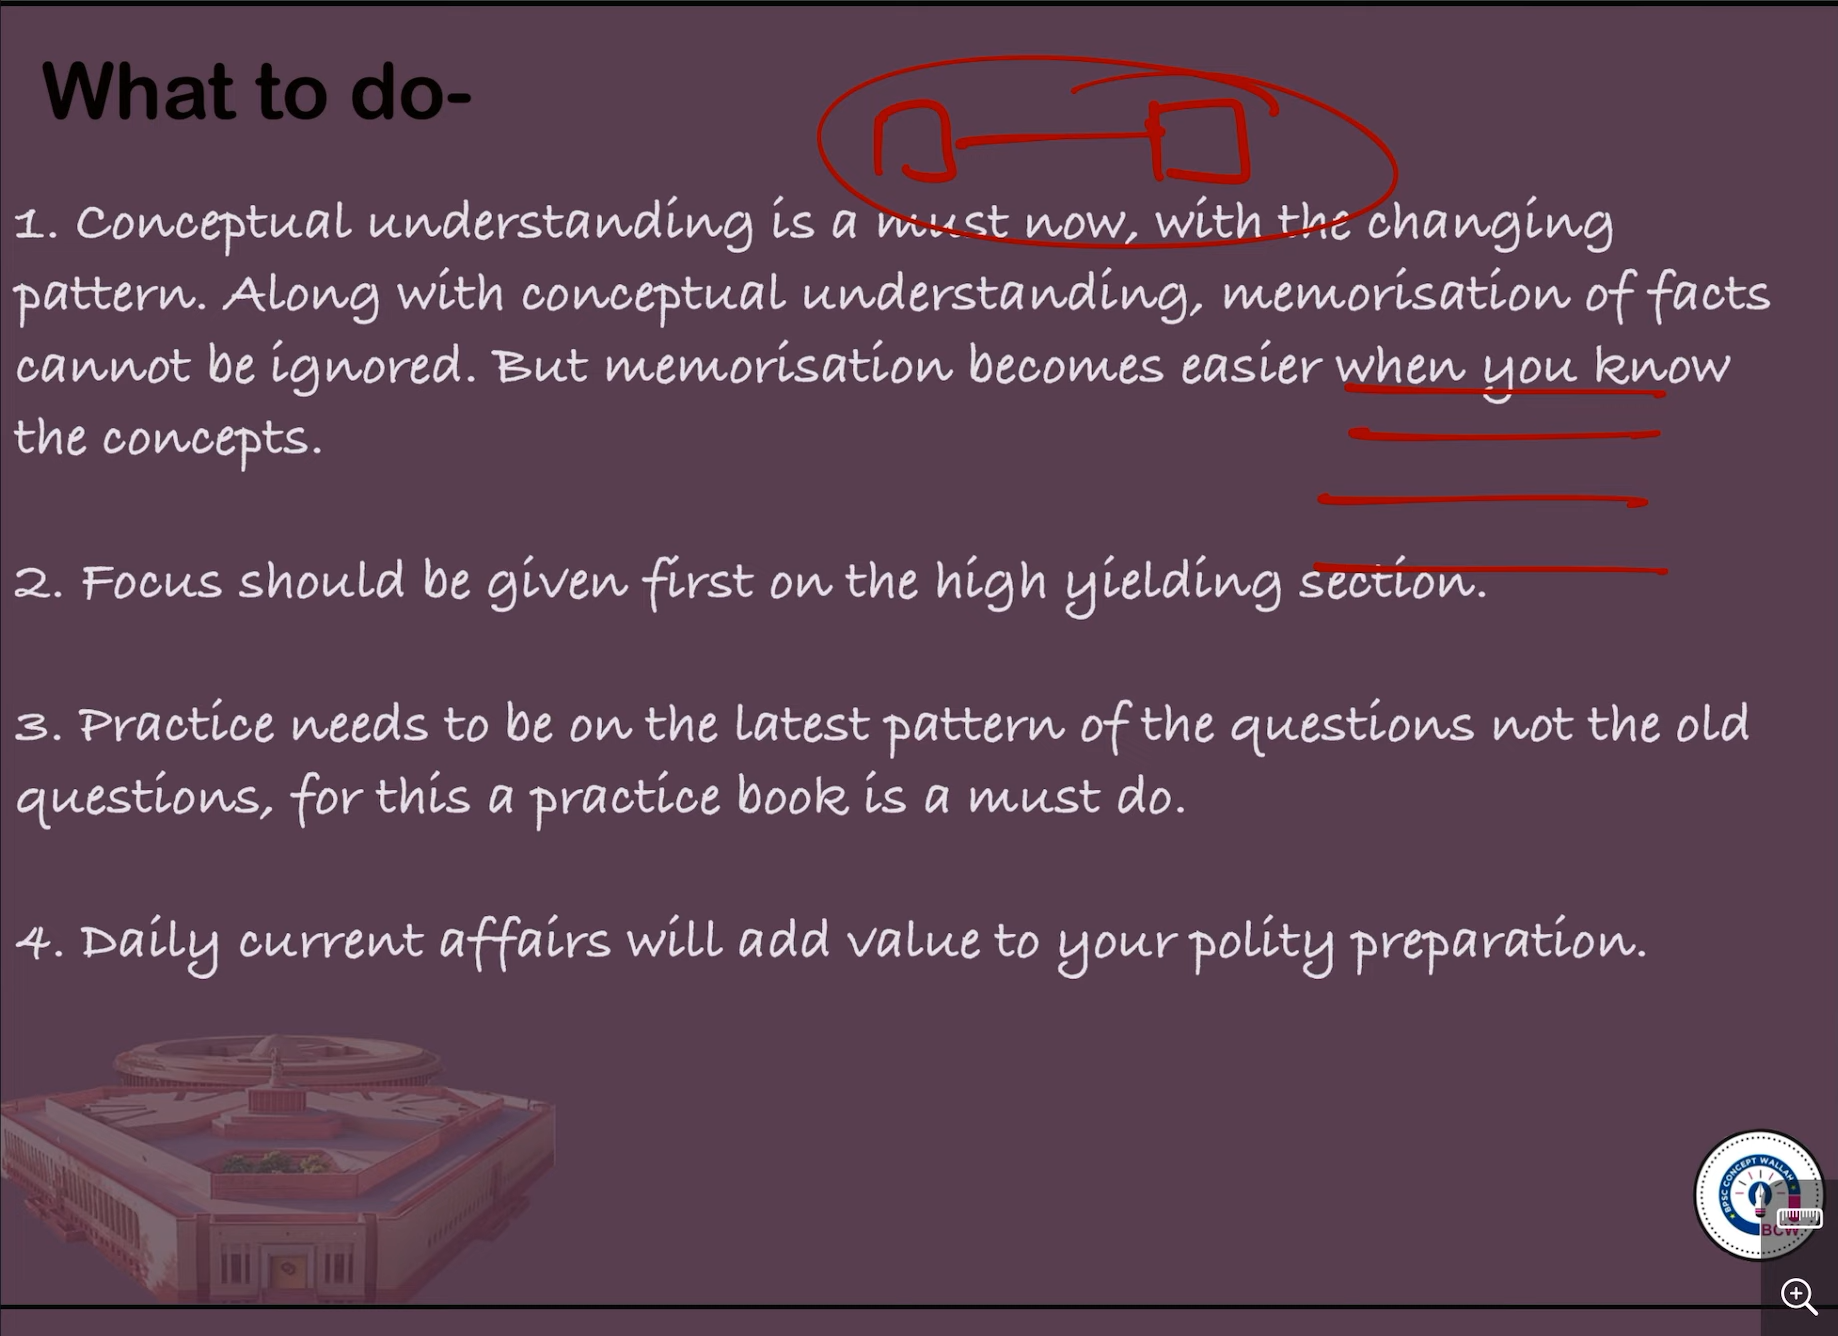 What to do-
1. Conceptual understanding is a must now, with the changing
pattern. Along with conceptual understanding, memorisation of facts
cannot be ignored. But memorisation becomes easier when you know
the concepts.
2. Focus should be given first on the high yielding section.
3. Practice needs to be on the latest pattern of the questions not the old
questions, for this a practice book is a must do.
4. Daily current affairs will add value to your polity preparation.
BPSC CONCEPT WALLAH
BCW